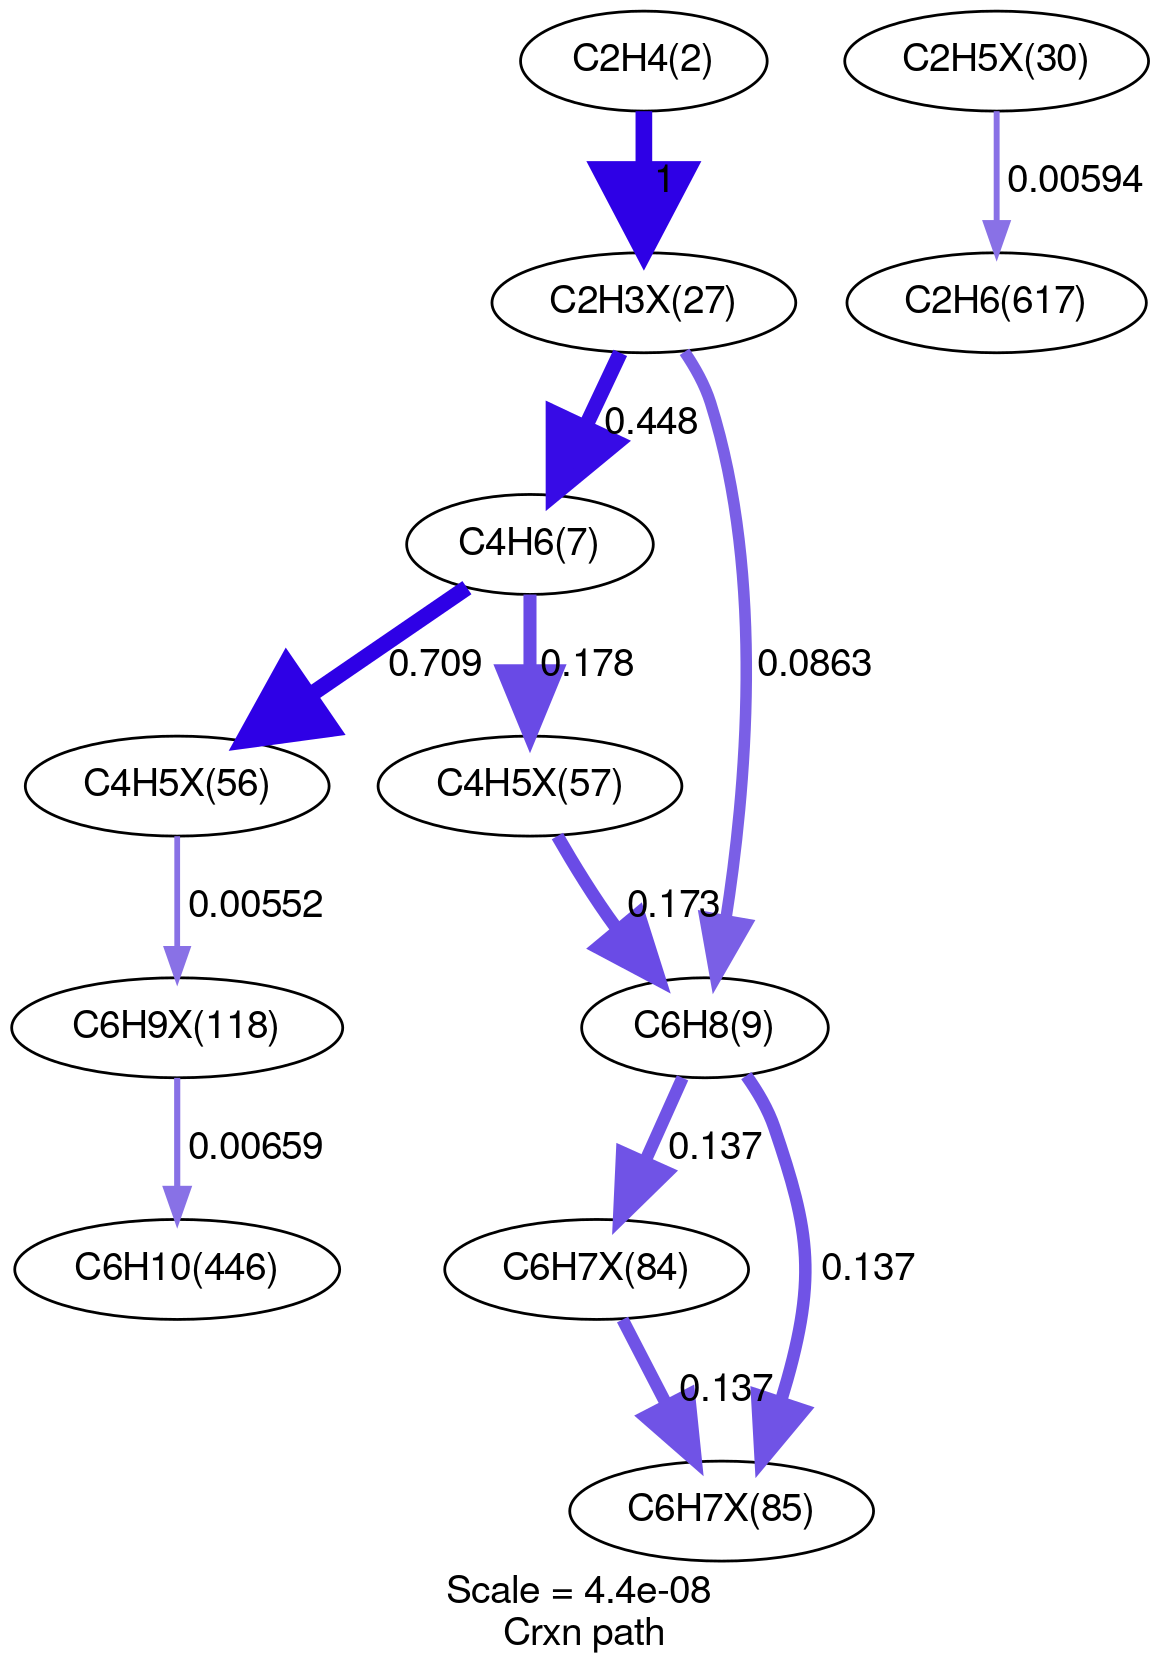 C2H4(2)
C2H5X(30)
1
0.00594
C2H3X(27)
C2H6(617)
0.448
C4H6(7)
0.709
0.178
0.0863
C4H5X(56)
C4H5X(57)
0.00552
0.173
C6H9X(118)
C6H8(9)
0.00659
0.137
C6H10(446)
C6H7X(84)
0.137
0.137
C6H7X(85)
Scale = 4.4e-08
Crxn path